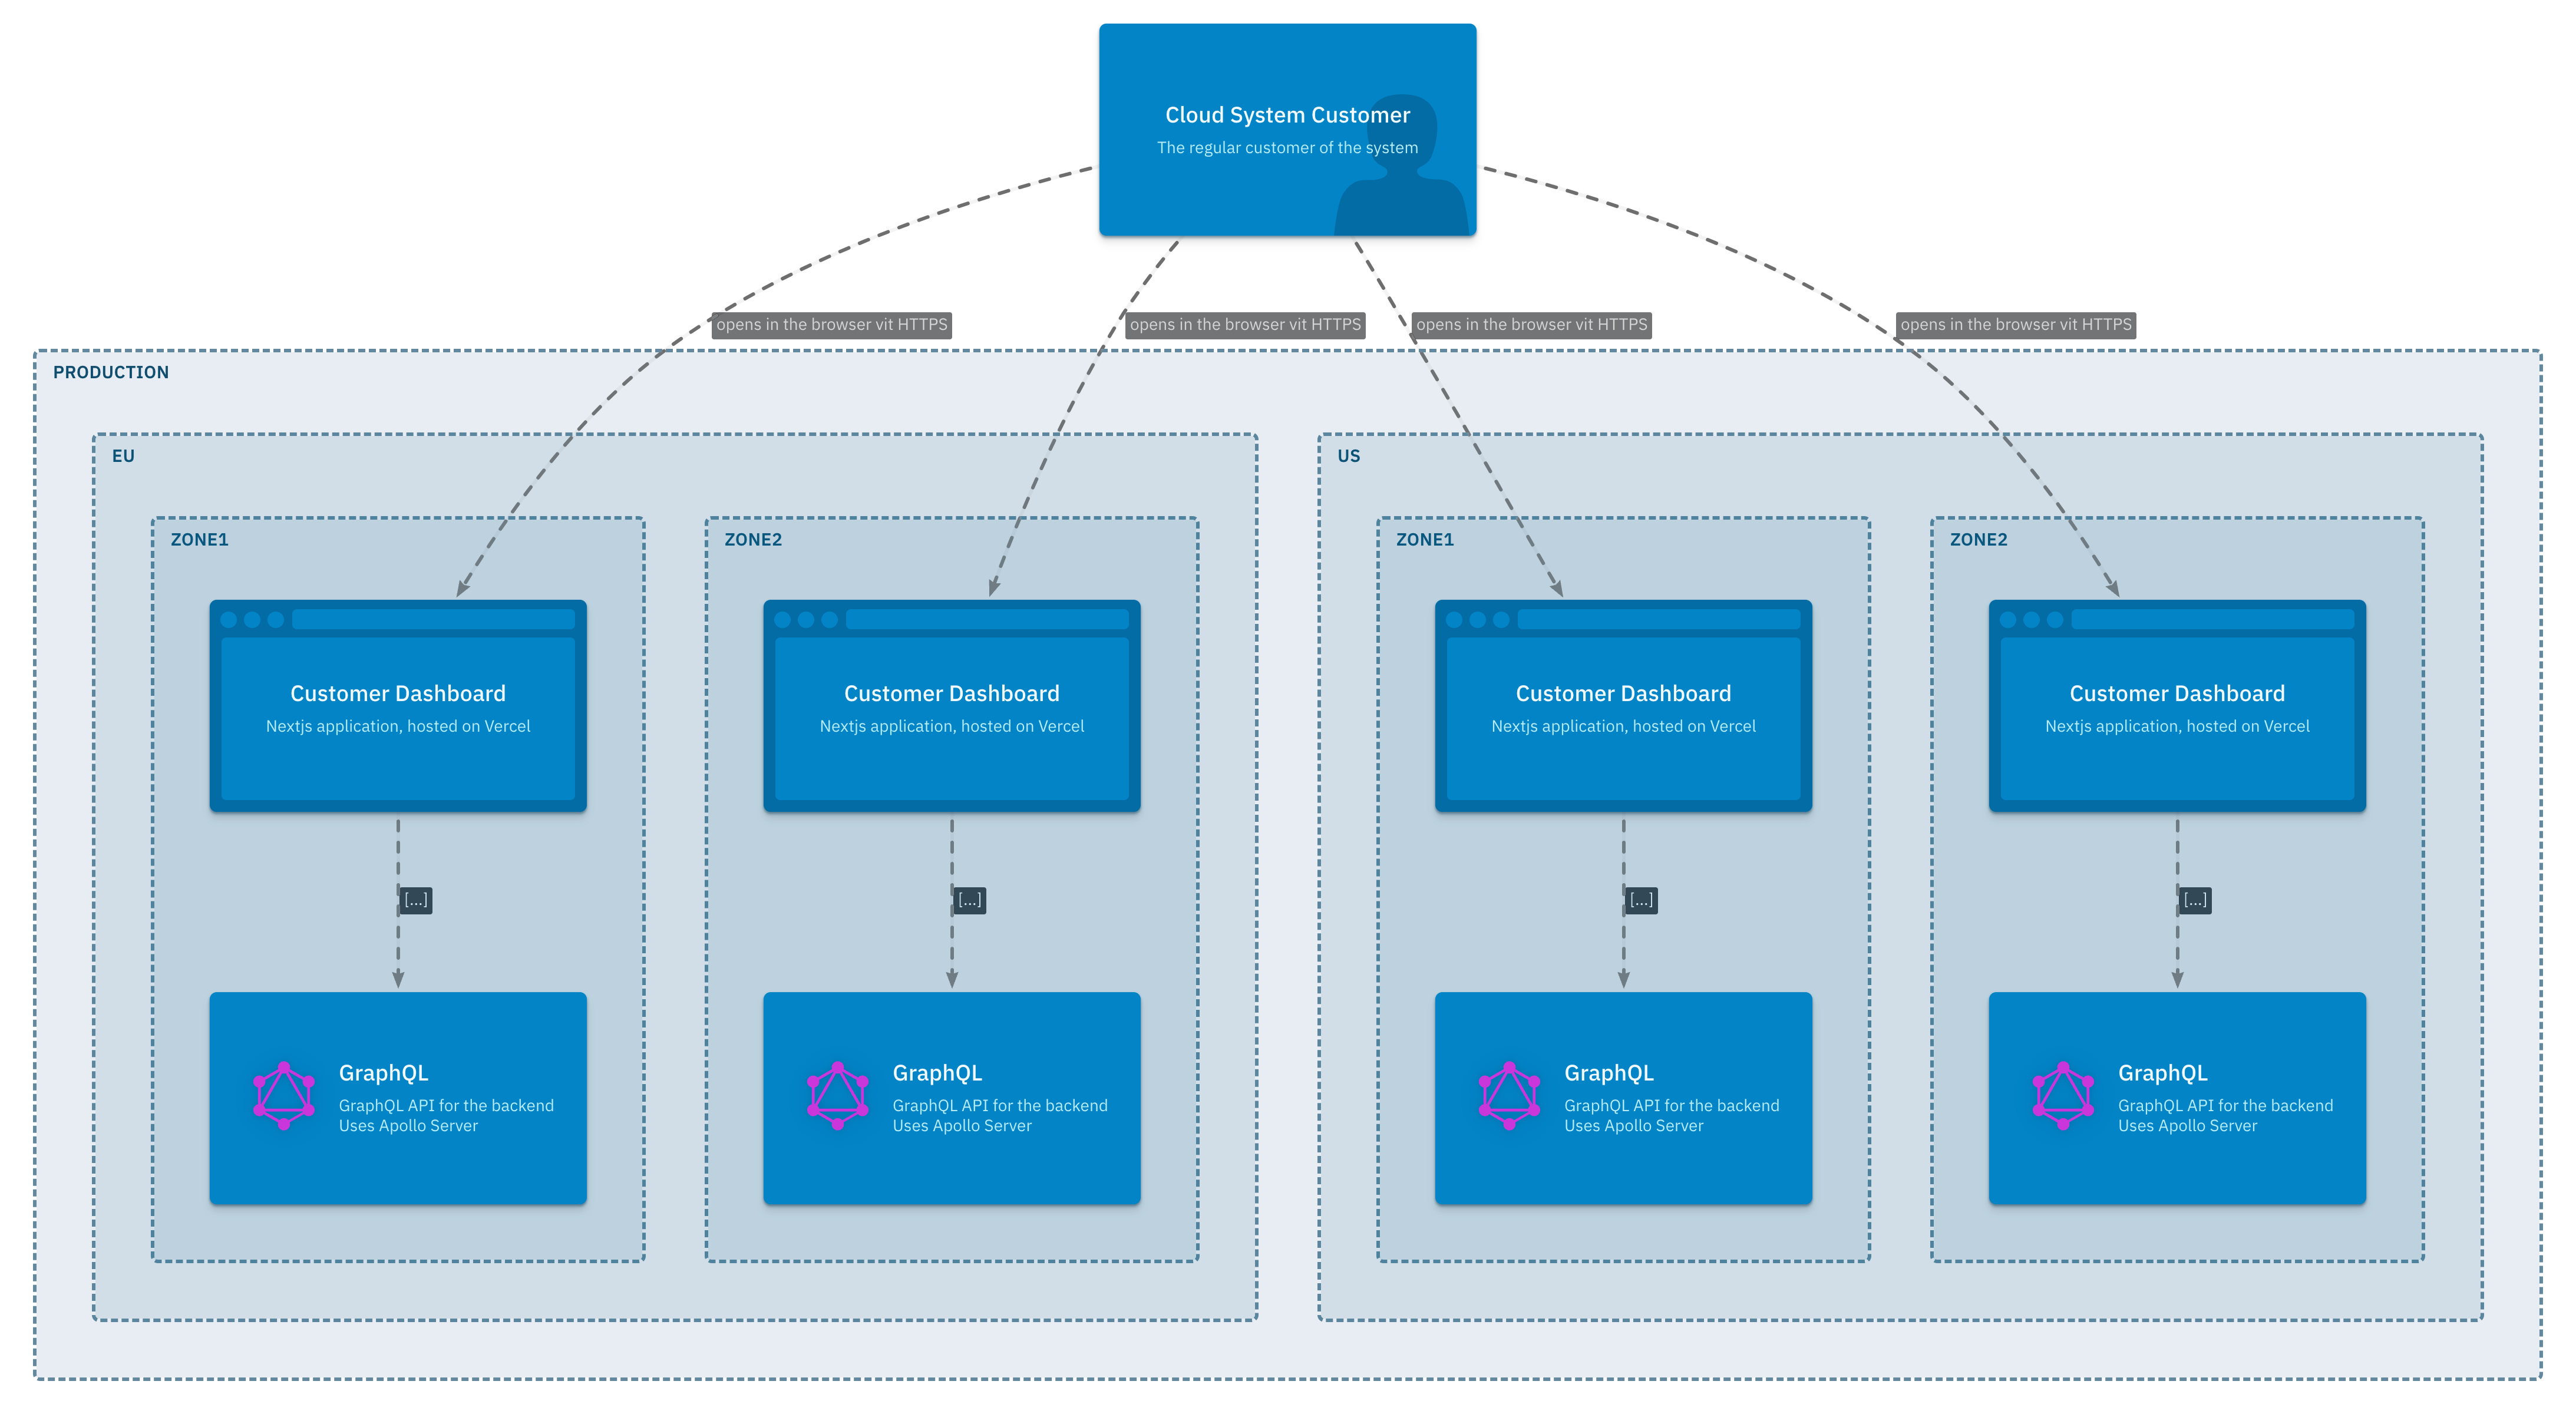 Cloud System Customer
The regular customer of the system
opens in the browser vit HTTPS
opens in the browser vit HTTPS
opens in the browser vit HTTPS
opens in the browser vit HTTPS
PRODUCTION
EU
ZONE1
Customer Dashboard
Nextjs application, hosted on Vercel
[...]
GraphQL
GraphQL API for the backend
Uses Apollo Server
ZONE2
Customer Dashboard
Nextjs application, hosted on Vercel
[...]
GraphQL
GraphQL API for the backend
Uses Apollo Server
US
ZONE1
Customer Dashboard
Nextjs application, hosted on Vercel
[...]
GraphQL
GraphQL API for the backend
Uses Apollo Server
ZONE2
Customer Dashboard
Nextjs application, hosted on Vercel
[...]
GraphQL
GraphQL API for the backend
Uses Apollo Server